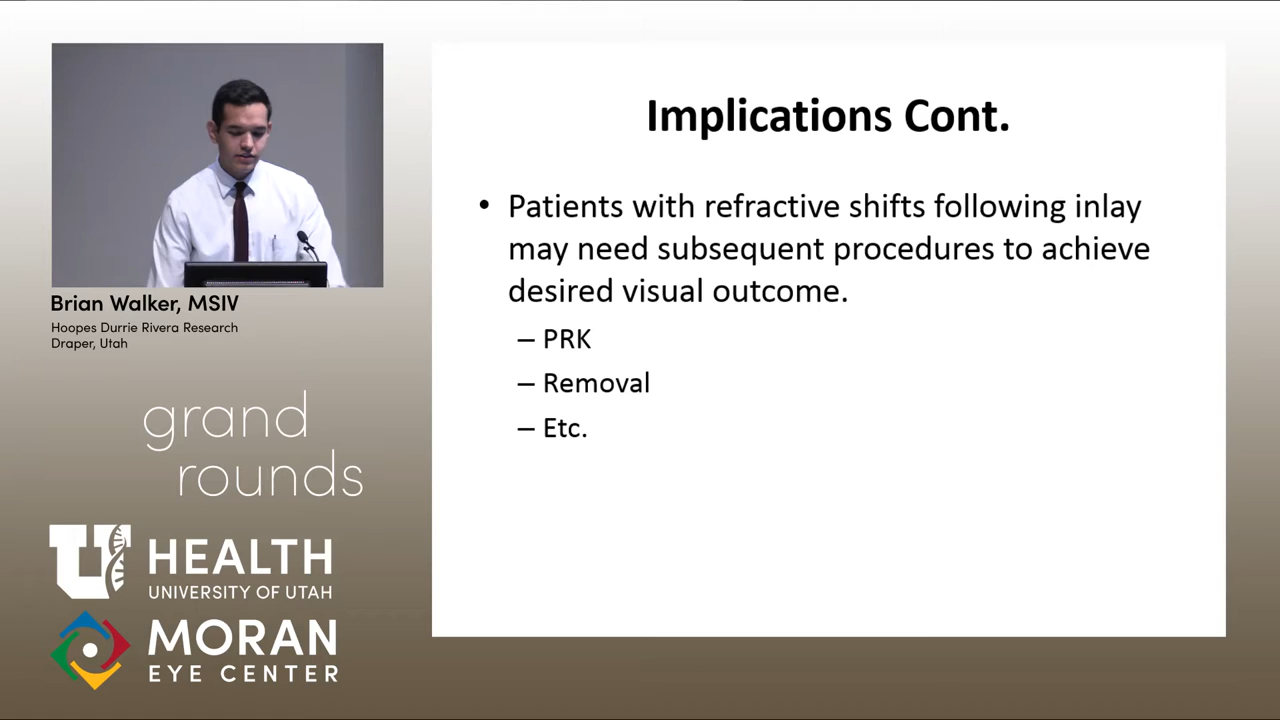 Implications Cont.
• Patients with refractive shifts following inlay
may need subsequent procedures to achieve
desired visual outcome.
– PRK
– Removal
– Etc.
Brian Walker, MSIV
Hoopes Durrie Rivera Research
Draper, Utah
grand
rounds
U HEALTH
UNIVERSITY OF UTAH
MORAN
EYE CENTER